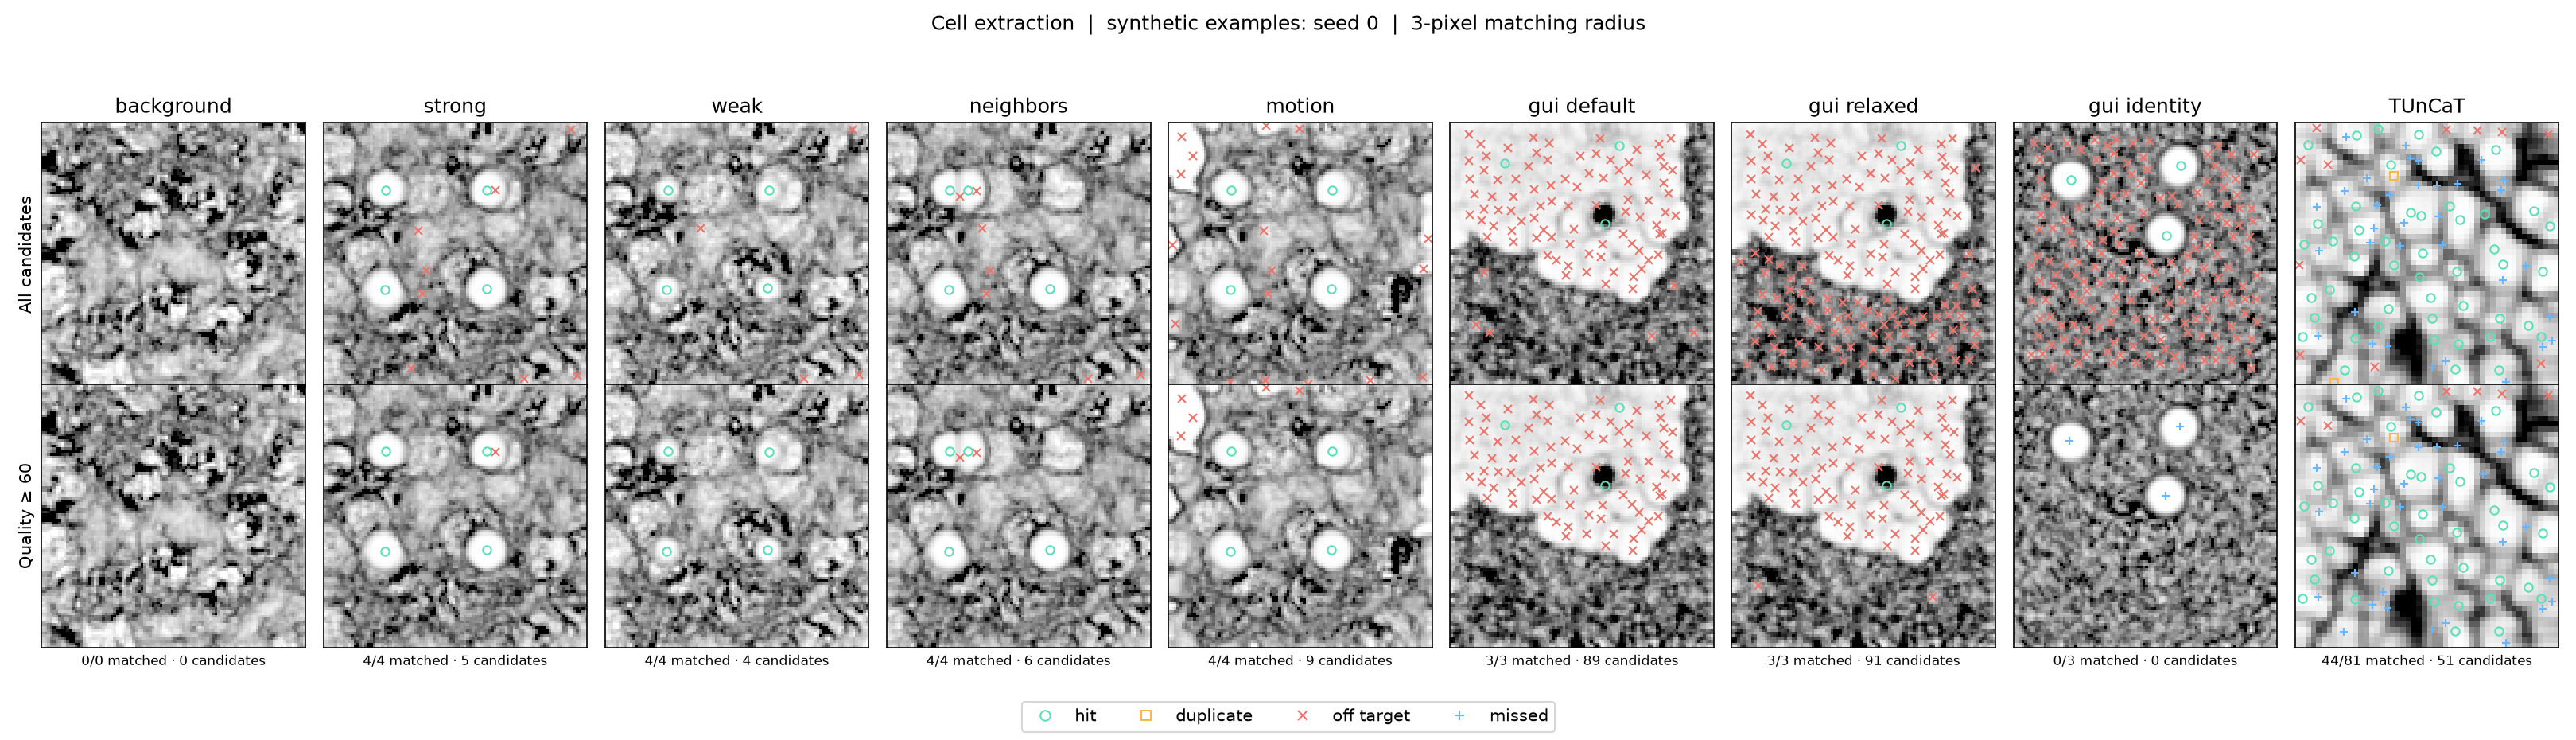 Cell extraction | synthetic examples: seed 0 | 3-pixel matching radius
background strong weak neighbors motion gui default gui relaxed gui identity TUnCaT
All candidates
Quality ≥ 60
0/0 matched · 0 candidates 4/4 matched · 5 candidates 4/4 matched · 4 candidates 4/4 matched · 6 candidates 4/4 matched · 9 candidates 3/3 matched · 89 candidates 3/3 matched · 91 candidates 0/3 matched · 0 candidates 44/81 matched · 51 candidates
hit duplicate off target missed